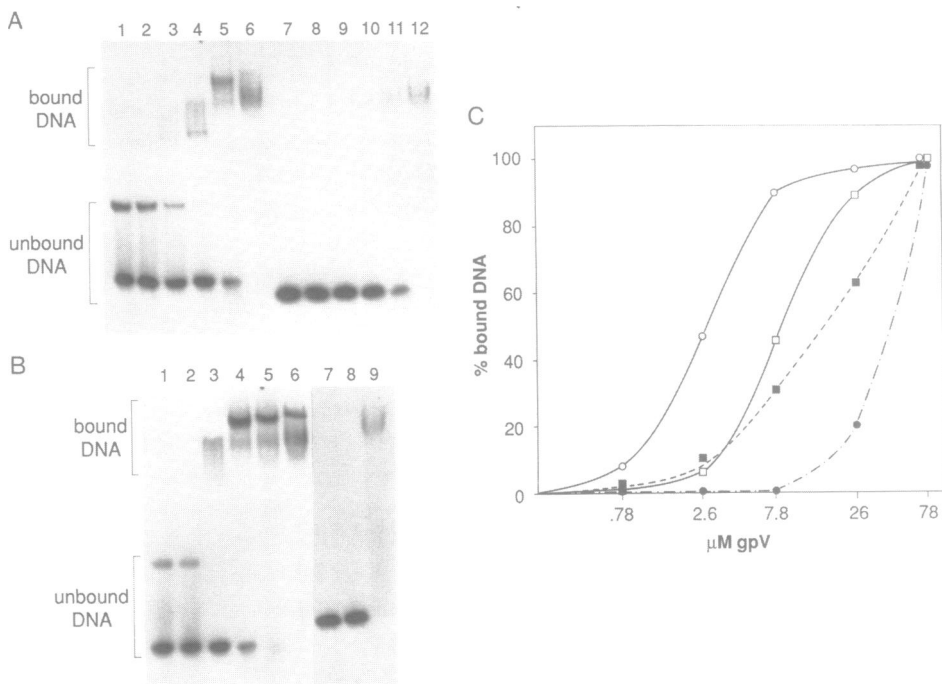 A
1 2 3 4 5 6 7 8 9 10 11 12
bound
DNA
unbound
DNA
B
1 2 3 4 5 6 7 8 9
bound
DNA
unbound
DNA
C
% bound DNA
100
80
60
40
20
0
.78 2.6 7.8 26 78
μM gpV